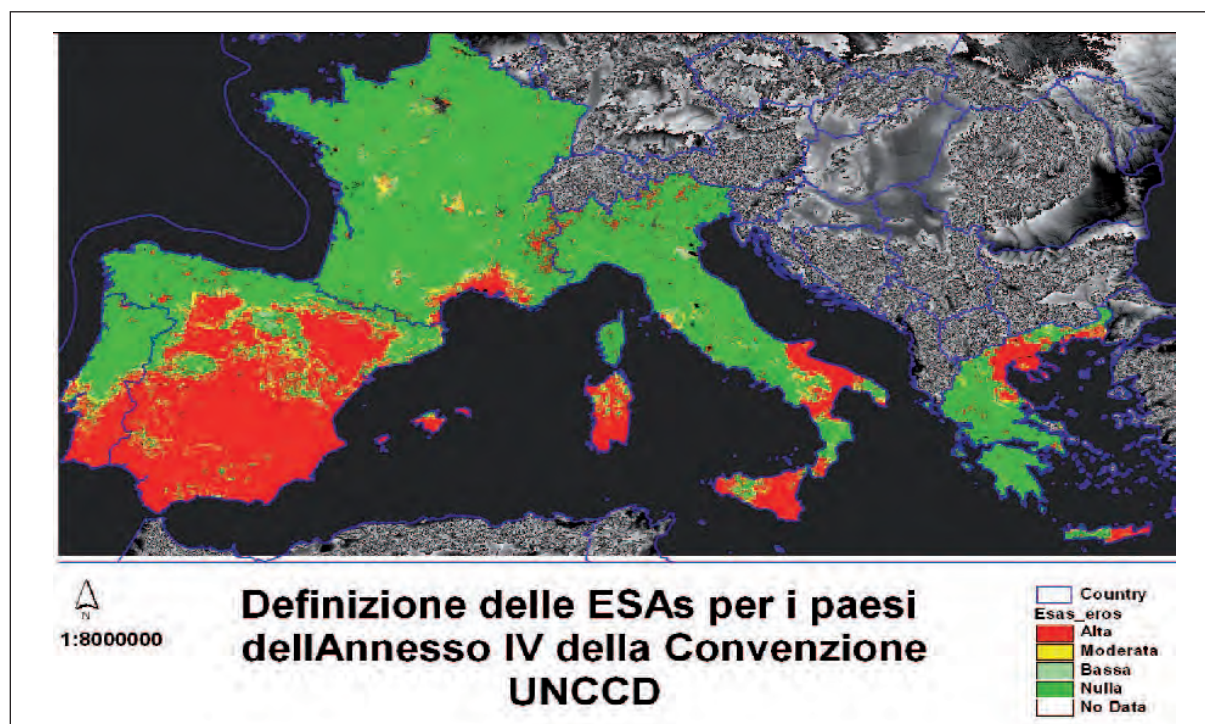 N
1:8000000
Definizione delle ESAs per i paesi
dellAnnesso IV della Convenzione
UNCCD
Country
Esas_eros
Alta
Moderata
Bassa
Nulla
No Data